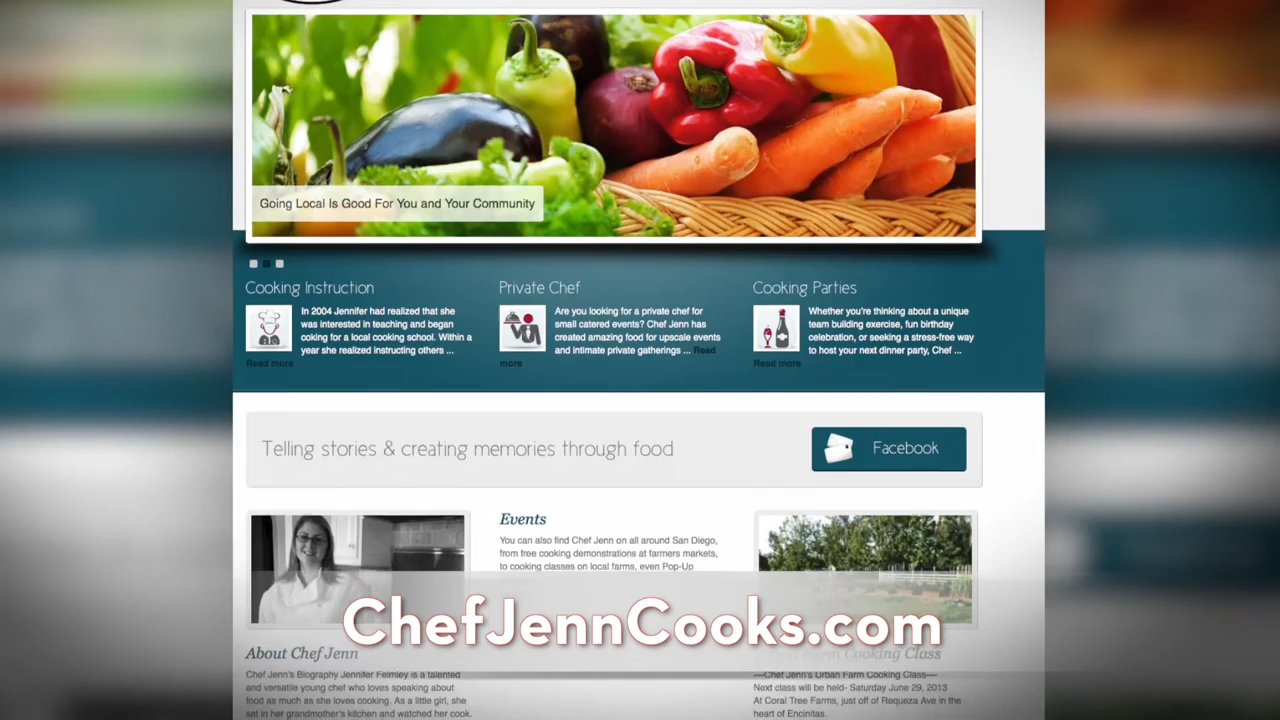 Going Local Is Good For You and Your Community
Cooking Instruction
In 2004 Jennifer had realized that she
was interested in teaching and began
coking for a local cooking school. Within a
year she realized instructing others ...
Read more
Private Chef
Are you looking for a private chef for
small catered events? Chef Jenn has
created amazing food for upscale events
and intimate private gatherings ... Read
more
Cooking Parties
Whether you're thinking about a unique
team building exercise, fun birthday
celebration, or seeking a stress-free way
to host your next dinner party, Chef ...
Read more
Telling stories & creating memories through food
Facebook
Events
You can also find Chef Jenn on all around San Diego,
from free cooking demonstrations at farmers markets,
to cooking classes on local farms, even Pop-Up
ChefJennCooks.com
About Chef Jenn
Chef Jenn's Biography Jennifer Felmley is a talented
and versatile young chef who loves speaking about
food as much as she loves cooking. As a little girl, she
sat in her grandmother's kitchen and watched her cook.
Farm Cooking Class
—Chef Jenn's Urban Farm Cooking Class—
Next class will be held- Saturday June 29, 2013
At Coral Tree Farms, just off of Requeza Ave in the
heart of Encinitas.